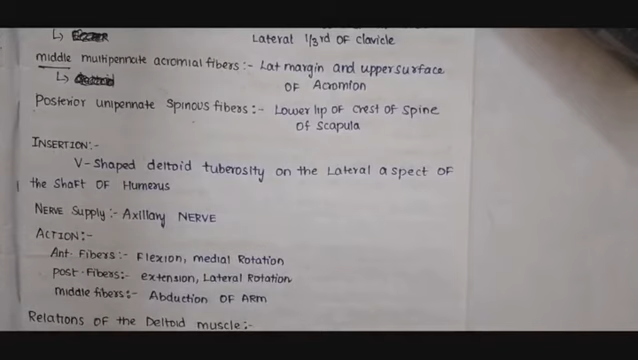 Lateral 1/3rd OF clavicle
middle multipennate acromial fibers :- Lat margin and upper surface
OF Acromion
Posterior unipennate Spinous fibers :- Lower lip OF crest of spine
of scapula
INSERTION:-
V-shaped deltoid tuberosity on the Lateral aspect OF
the shaft OF Humerus
NERVE Supply :- Axillary NERVE
ACTION:-
Ant. Fibers:- Flexion, medial Rotation
post. Fibers:- extension, Lateral Rotation
middle fibers:- Abduction OF ARM
Relations OF the Deltoid muscle:-